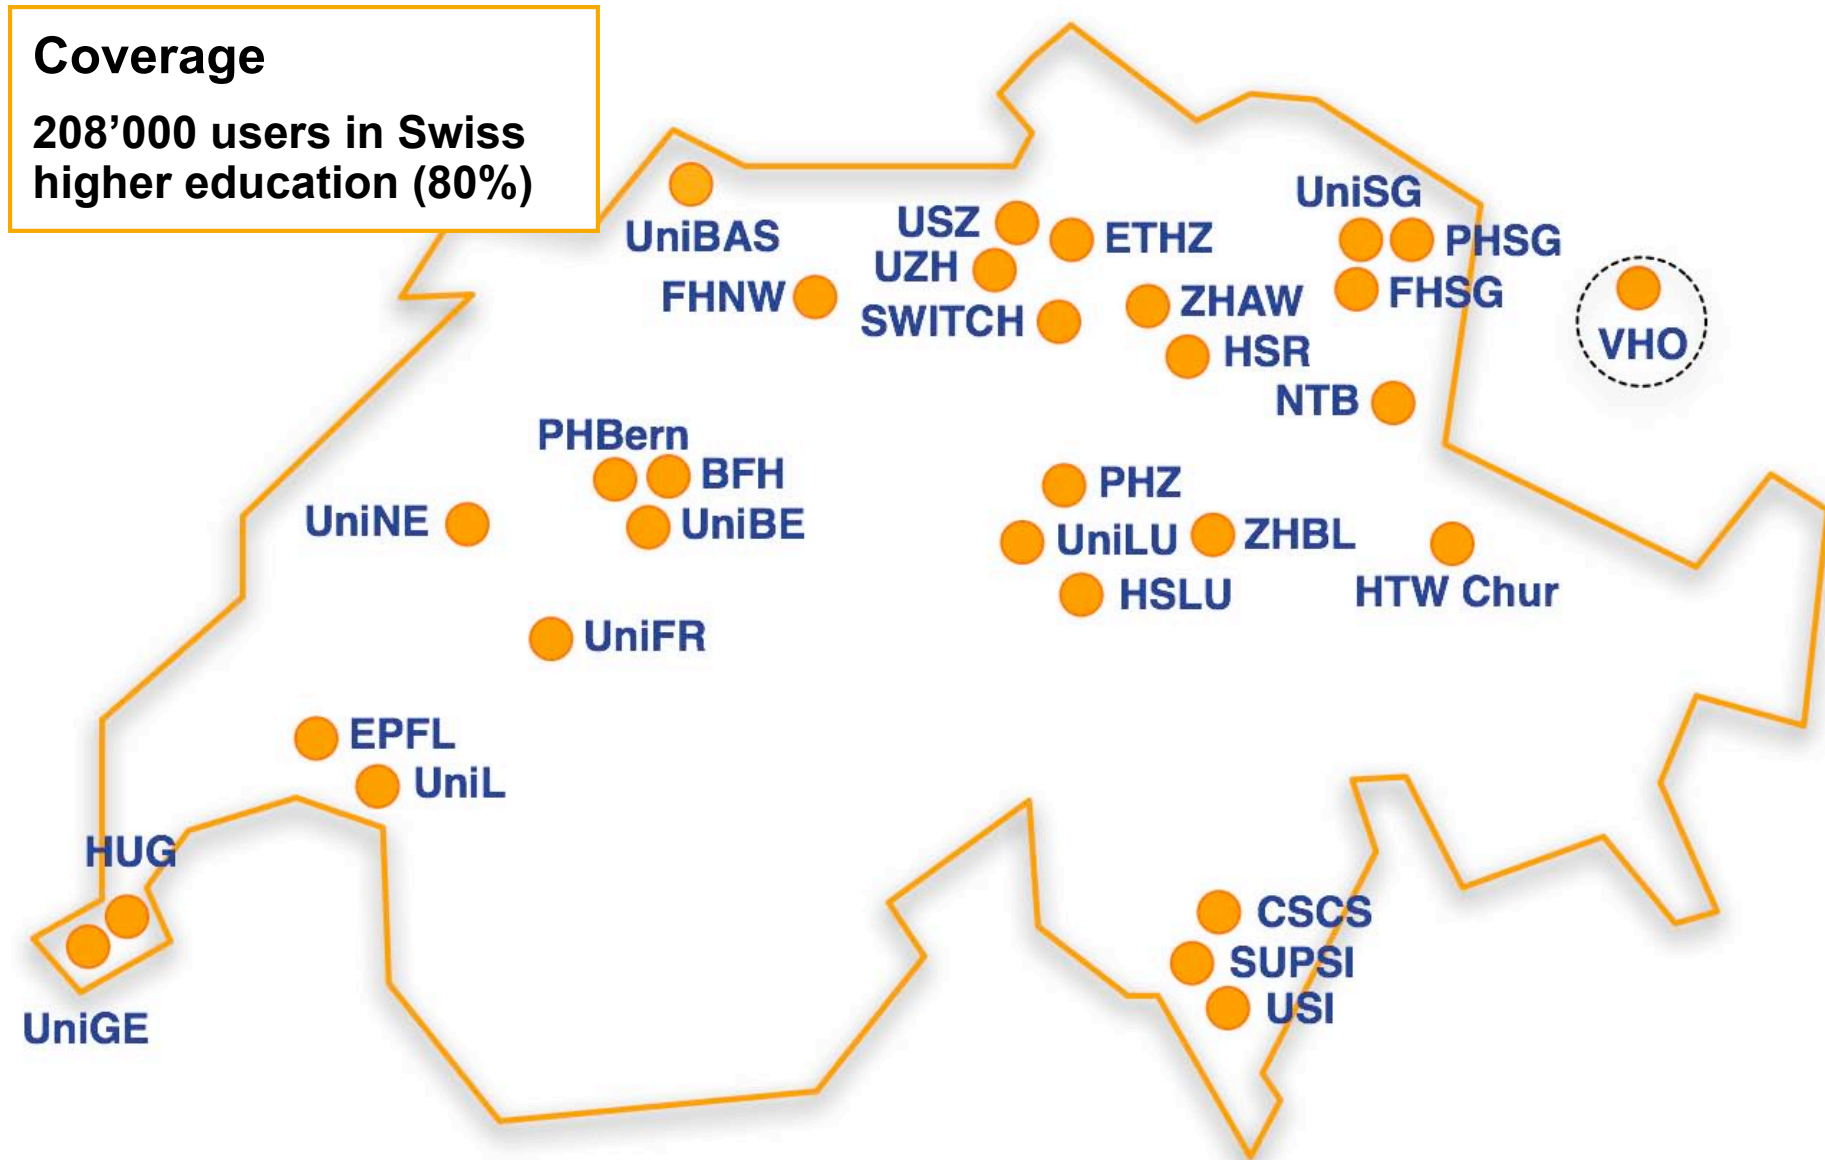 Coverage
208’000 users in Swiss
higher education (80%)
UniSG
USZ
ETHZ
PHSG
UniBAS
UZH
FHNW
SWITCH
ZHAW
FHSG
HSR
VHO
NTB
PHBern
BFH
PHZ
UniNE
UniBE
UniLU
ZHBL
HSLU
HTW Chur
UniFR
EPFL
UniL
HUG
CSCS
SUPSI
USI
UniGE